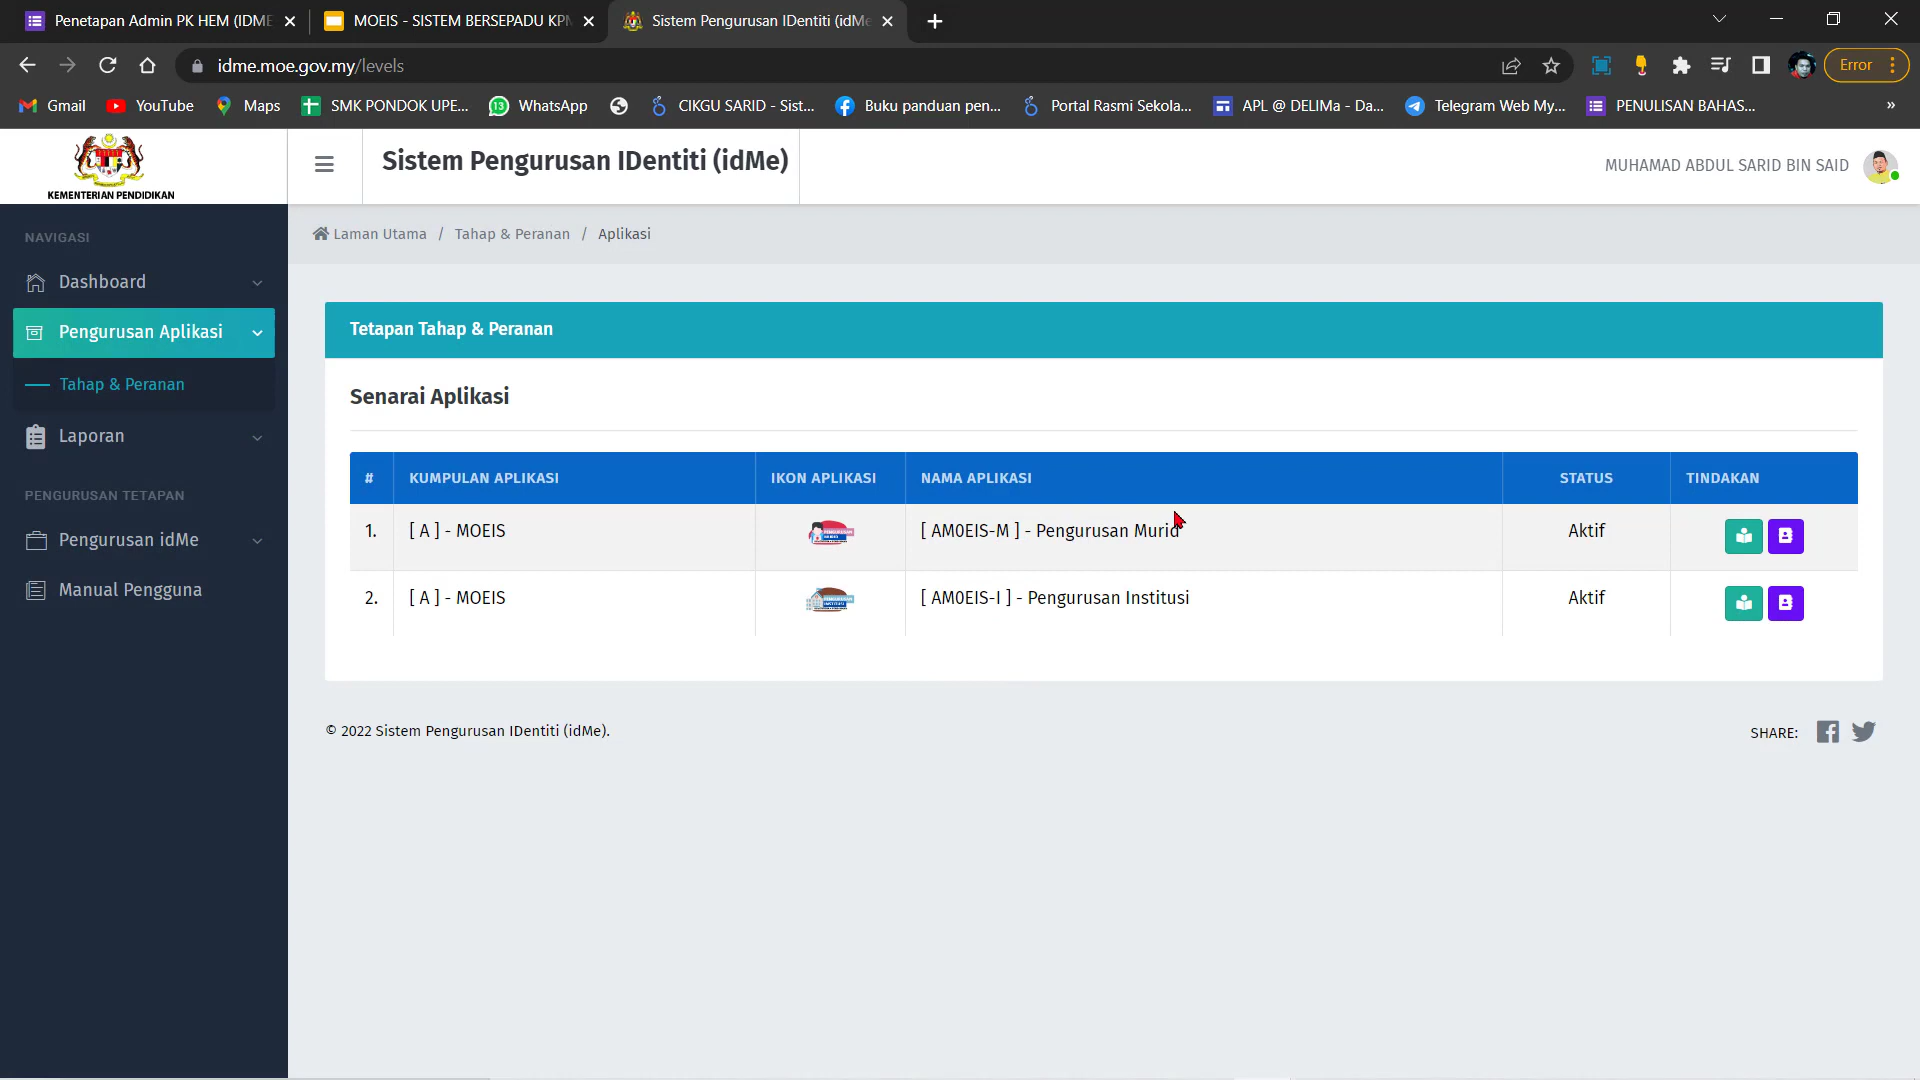 Penetapan Admin PK HEM (IDME
MOEIS - SISTEM BERSEPADU KPM
Sistem Pengurusan IDentiti (idMe
idme.moe.gov.my/levels
Error
Gmail
YouTube
Maps
SMK PONDOK UPE...
WhatsApp
CIKGU SARID - Sist...
Buku panduan pen...
Portal Rasmi Sekola...
APL @ DELIMa - Da...
Telegram Web My...
PENULISAN BAHAS...
»
KEMENTERIAN PENDIDIKAN
Sistem Pengurusan IDentiti (idMe)
MUHAMAD ABDUL SARID BIN SAID
NAVIGASI
Dashboard
Pengurusan Aplikasi
Tahap & Peranan
Laporan
PENGURUSAN TETAPAN
Pengurusan idMe
Manual Pengguna
Laman Utama / Tahap & Peranan / Aplikasi
Tetapan Tahap & Peranan
Senarai Aplikasi
# KUMPULAN APLIKASI IKON APLIKASI NAMA APLIKASI STATUS TINDAKAN
1. [ A ] - MOEIS [ AM0EIS-M ] - Pengurusan Murid Aktif
2. [ A ] - MOEIS [ AM0EIS-I ] - Pengurusan Institusi Aktif
© 2022 Sistem Pengurusan IDentiti (idMe).
SHARE: